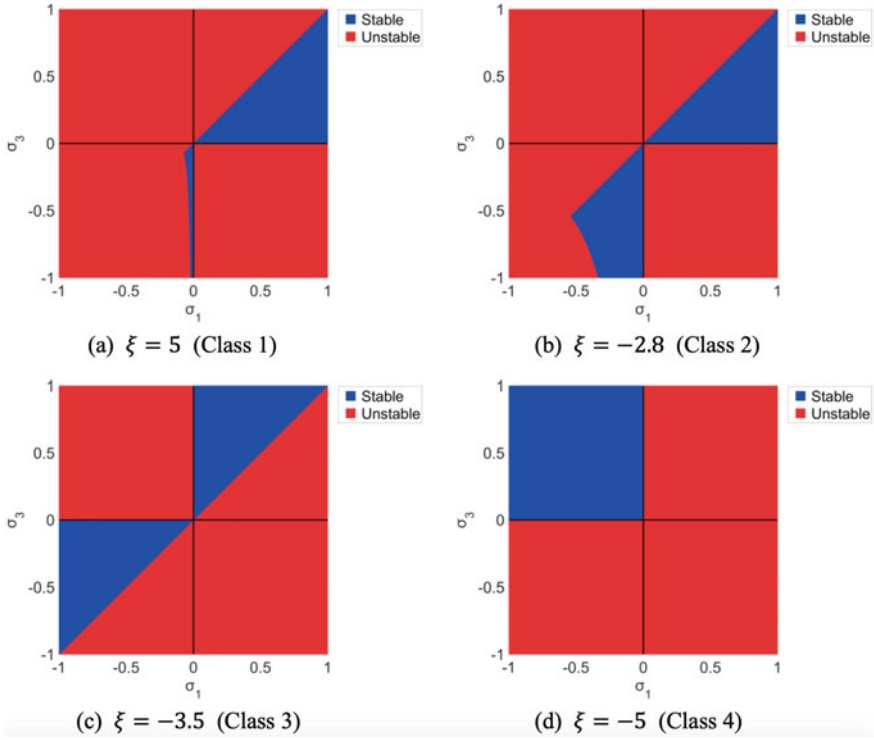 1
0.5
0
-0.5
-1
σ3
-1 -0.5 0 0.5 1
σ1
Stable
Unstable
(a) ξ = 5 (Class 1)
1
0.5
0
-0.5
-1
σ3
-1 -0.5 0 0.5 1
σ1
Stable
Unstable
(b) ξ = −2.8 (Class 2)
1
0.5
0
-0.5
-1
σ3
-1 -0.5 0 0.5 1
σ1
Stable
Unstable
(c) ξ = −3.5 (Class 3)
1
0.5
0
-0.5
-1
σ3
-1 -0.5 0 0.5 1
σ1
Stable
Unstable
(d) ξ = −5 (Class 4)